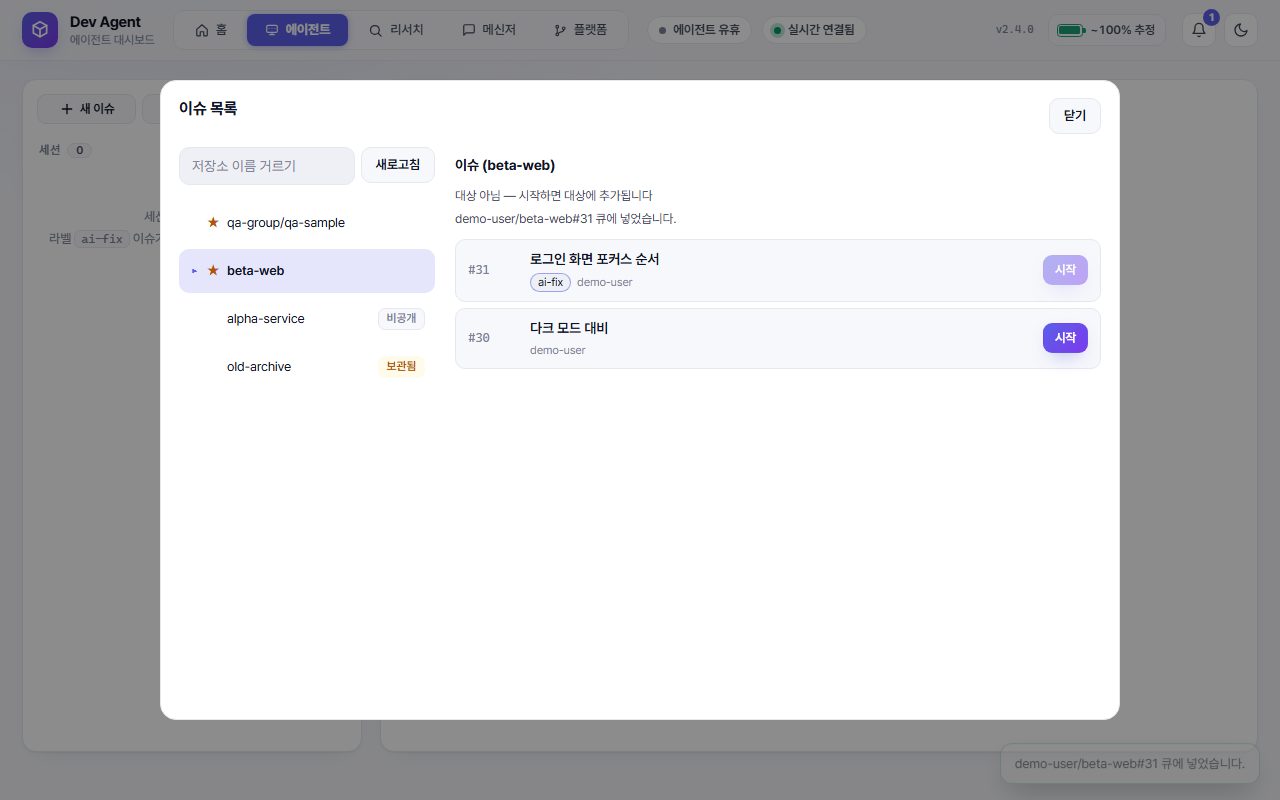 Dev Agent
에이전트 대시보드
홈
에이전트
리서치
메신저
플랫폼
에이전트 유휴
실시간 연결됨
v2.4.0
~100% 추정
1
+ 새 이슈
세션 0
세션
라벨 ai-fix 이슈가
이슈 목록
닫기
저장소 이름 거르기
새로고침
★ qa-group/qa-sample
▸ ★ beta-web
alpha-service 비공개
old-archive 보관됨
이슈 (beta-web)
대상 아님 — 시작하면 대상에 추가됩니다
demo-user/beta-web#31 큐에 넣었습니다.
#31
로그인 화면 포커스 순서
ai-fix demo-user
시작
#30
다크 모드 대비
demo-user
시작
demo-user/beta-web#31 큐에 넣었습니다.